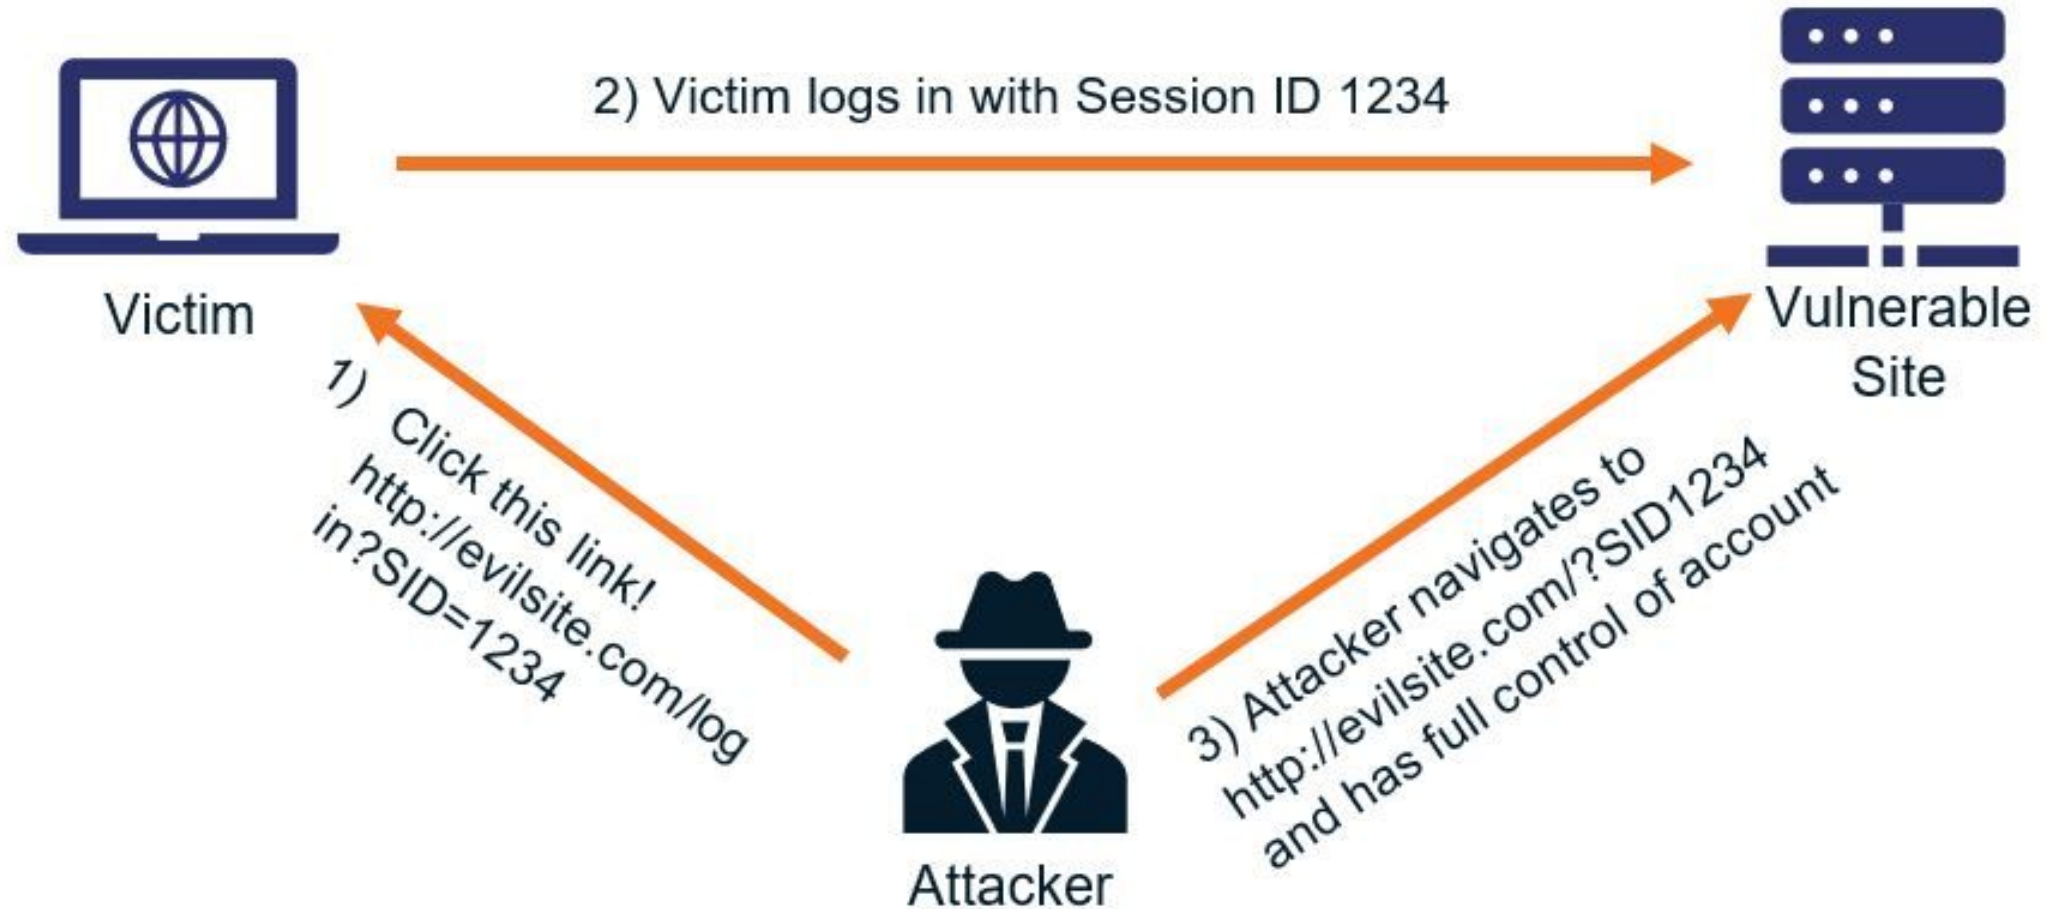 2) Victim logs in with Session ID 1234
Victim
Vulnerable
Site
1) Click this link!
http://evilsite.com/log
in?SID=1234
3) Attacker navigates to
http://evilsite.com/?SID1234
and has full control of account
Attacker